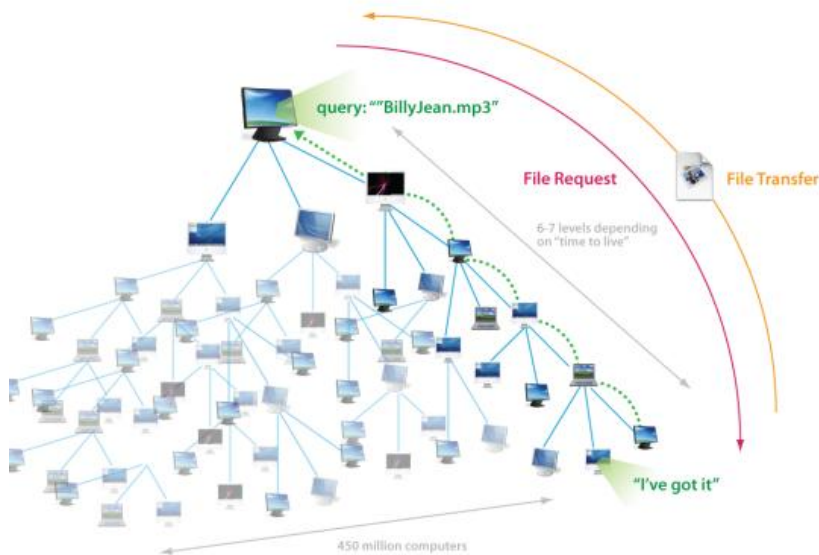 query: ""BillyJean.mp3"
File Request
File Transfer
6-7 levels depending
on "time to live"
"I've got it"
450 million computers